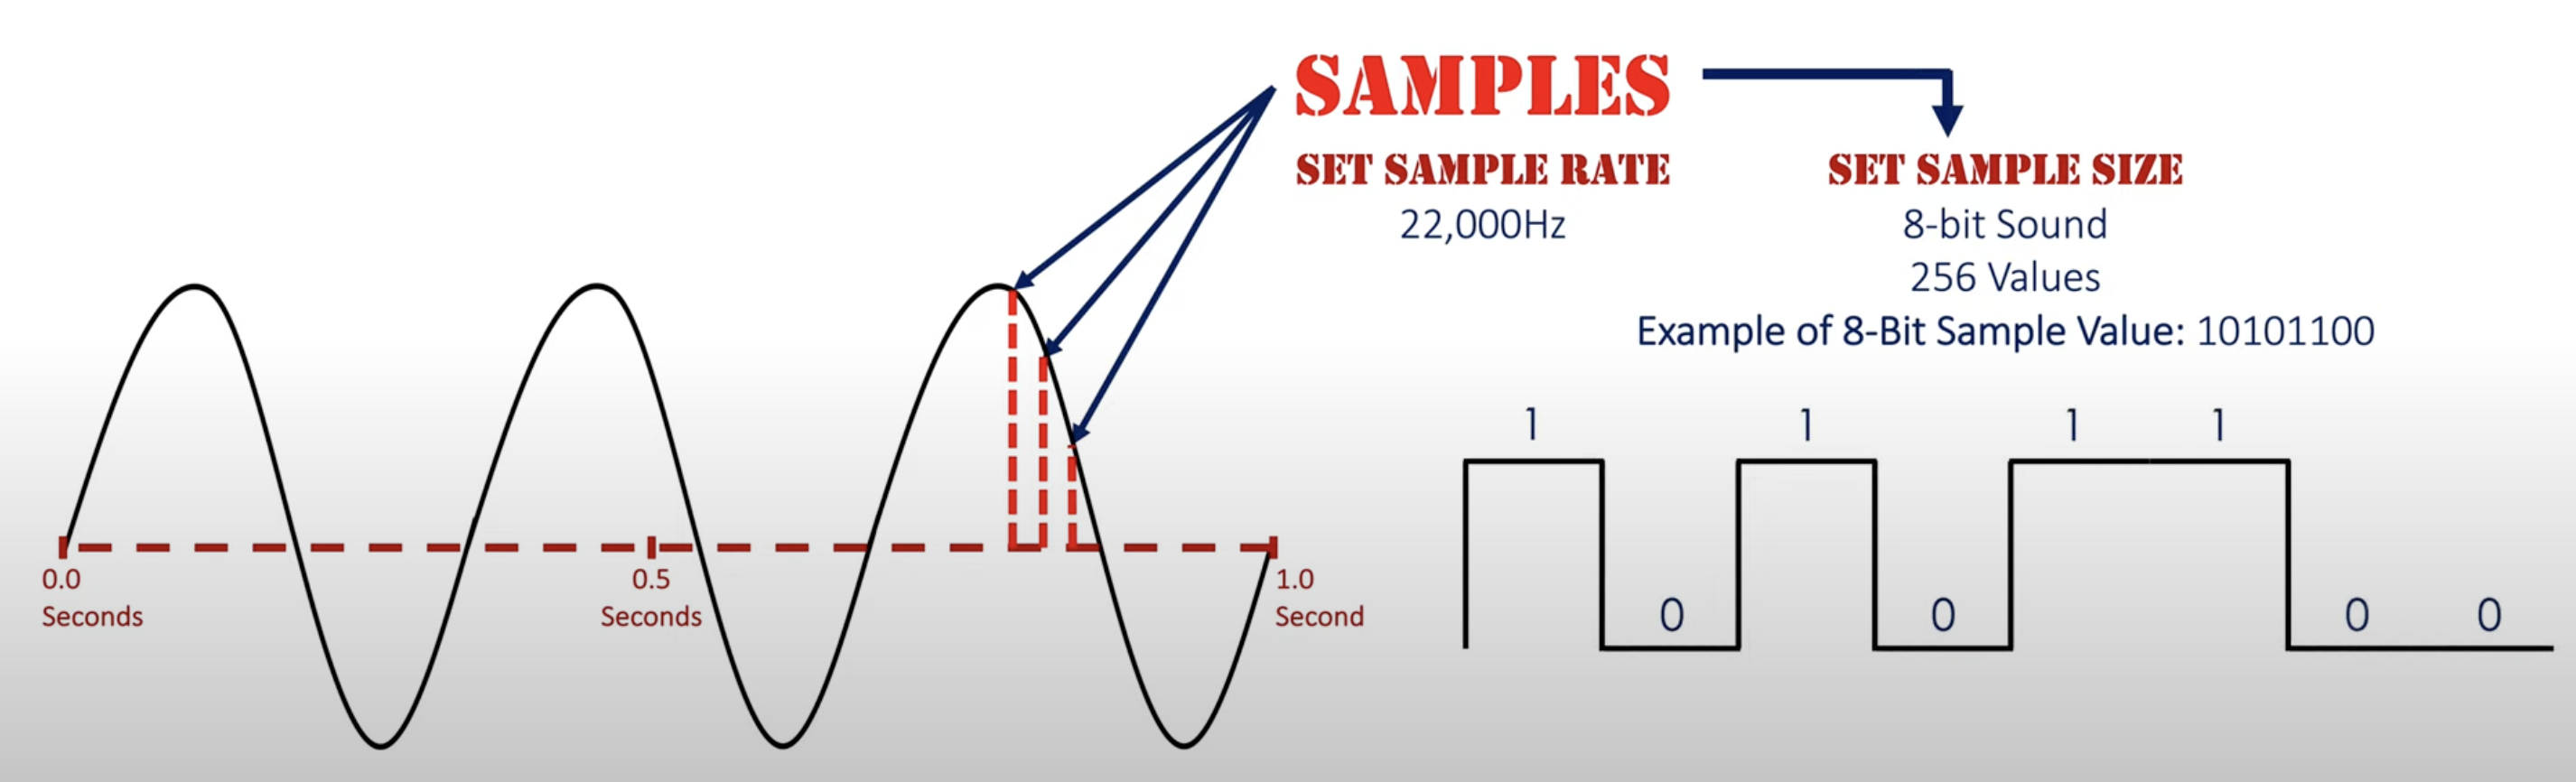 SAMPLES
SET SAMPLE RATE
22,000Hz
SET SAMPLE SIZE
8-bit Sound
256 Values
Example of 8-Bit Sample Value: 10101100
1 1 1 1
0 0 0 0
0.0
Seconds
0.5
Seconds
1.0
Second